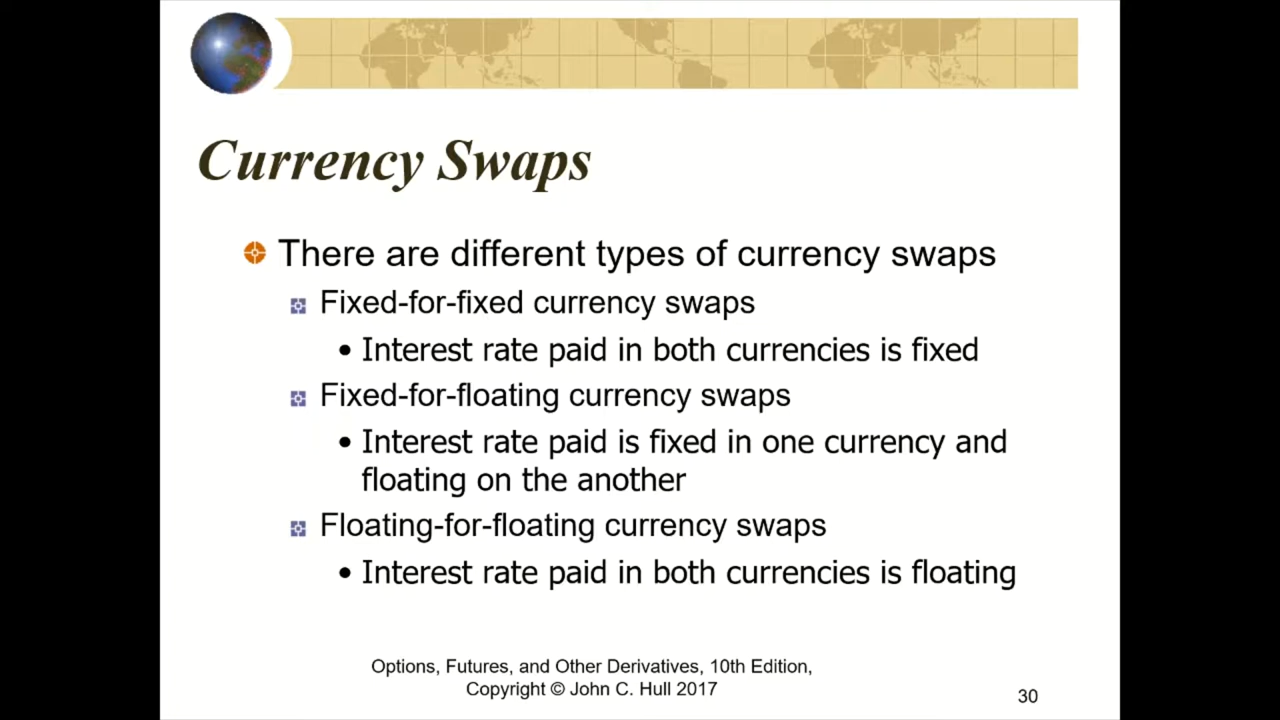 Currency Swaps
There are different types of currency swaps
Fixed-for-fixed currency swaps
• Interest rate paid in both currencies is fixed
Fixed-for-floating currency swaps
• Interest rate paid is fixed in one currency and
floating on the another
Floating-for-floating currency swaps
• Interest rate paid in both currencies is floating
Options, Futures, and Other Derivatives, 10th Edition,
Copyright © John C. Hull 2017
30